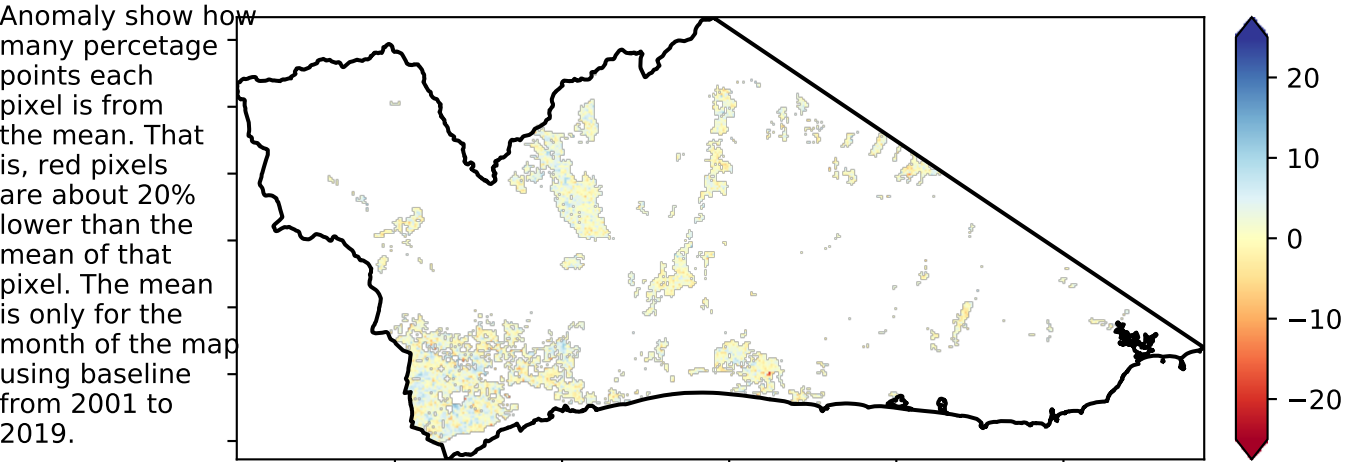 Anomaly show how
many percetage
points each
pixel is from
the mean. That
is, red pixels
are about 20%
lower than the
mean of that
pixel. The mean
is only for the
month of the map
using baseline
from 2001 to
2019.
20
10
0
−10
−20